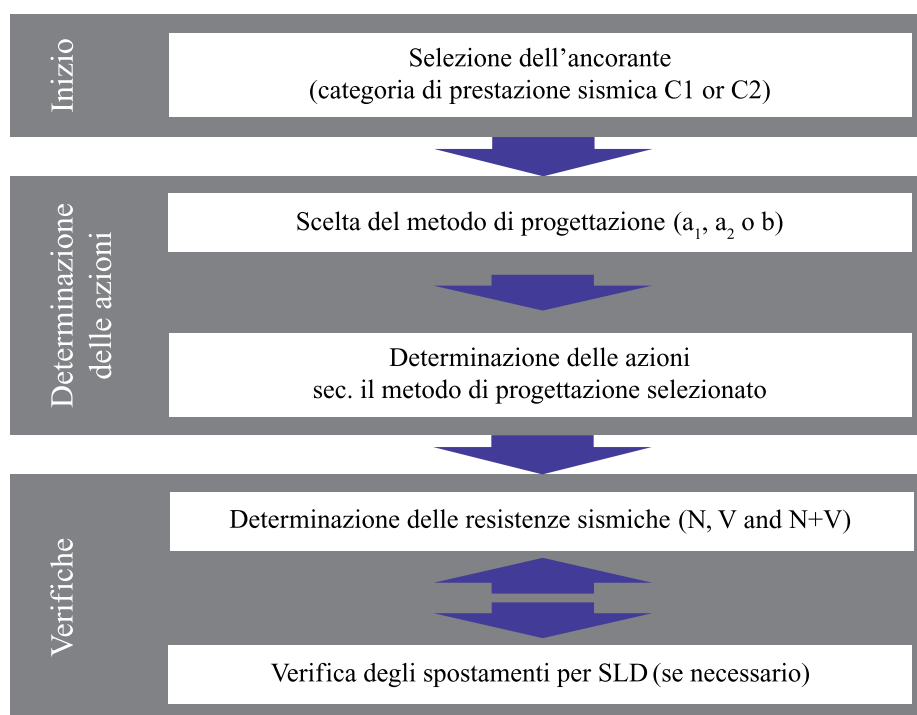 Inizio
Selezione dell’ancorante
(categoria di prestazione sismica C1 or C2)
Determinazione
delle azioni
Scelta del metodo di progettazione (a₁, a₂ o b)
Determinazione delle azioni
sec. il metodo di progettazione selezionato
Verifiche
Determinazione delle resistenze sismiche (N, V and N+V)
Verifica degli spostamenti per SLD (se necessario)